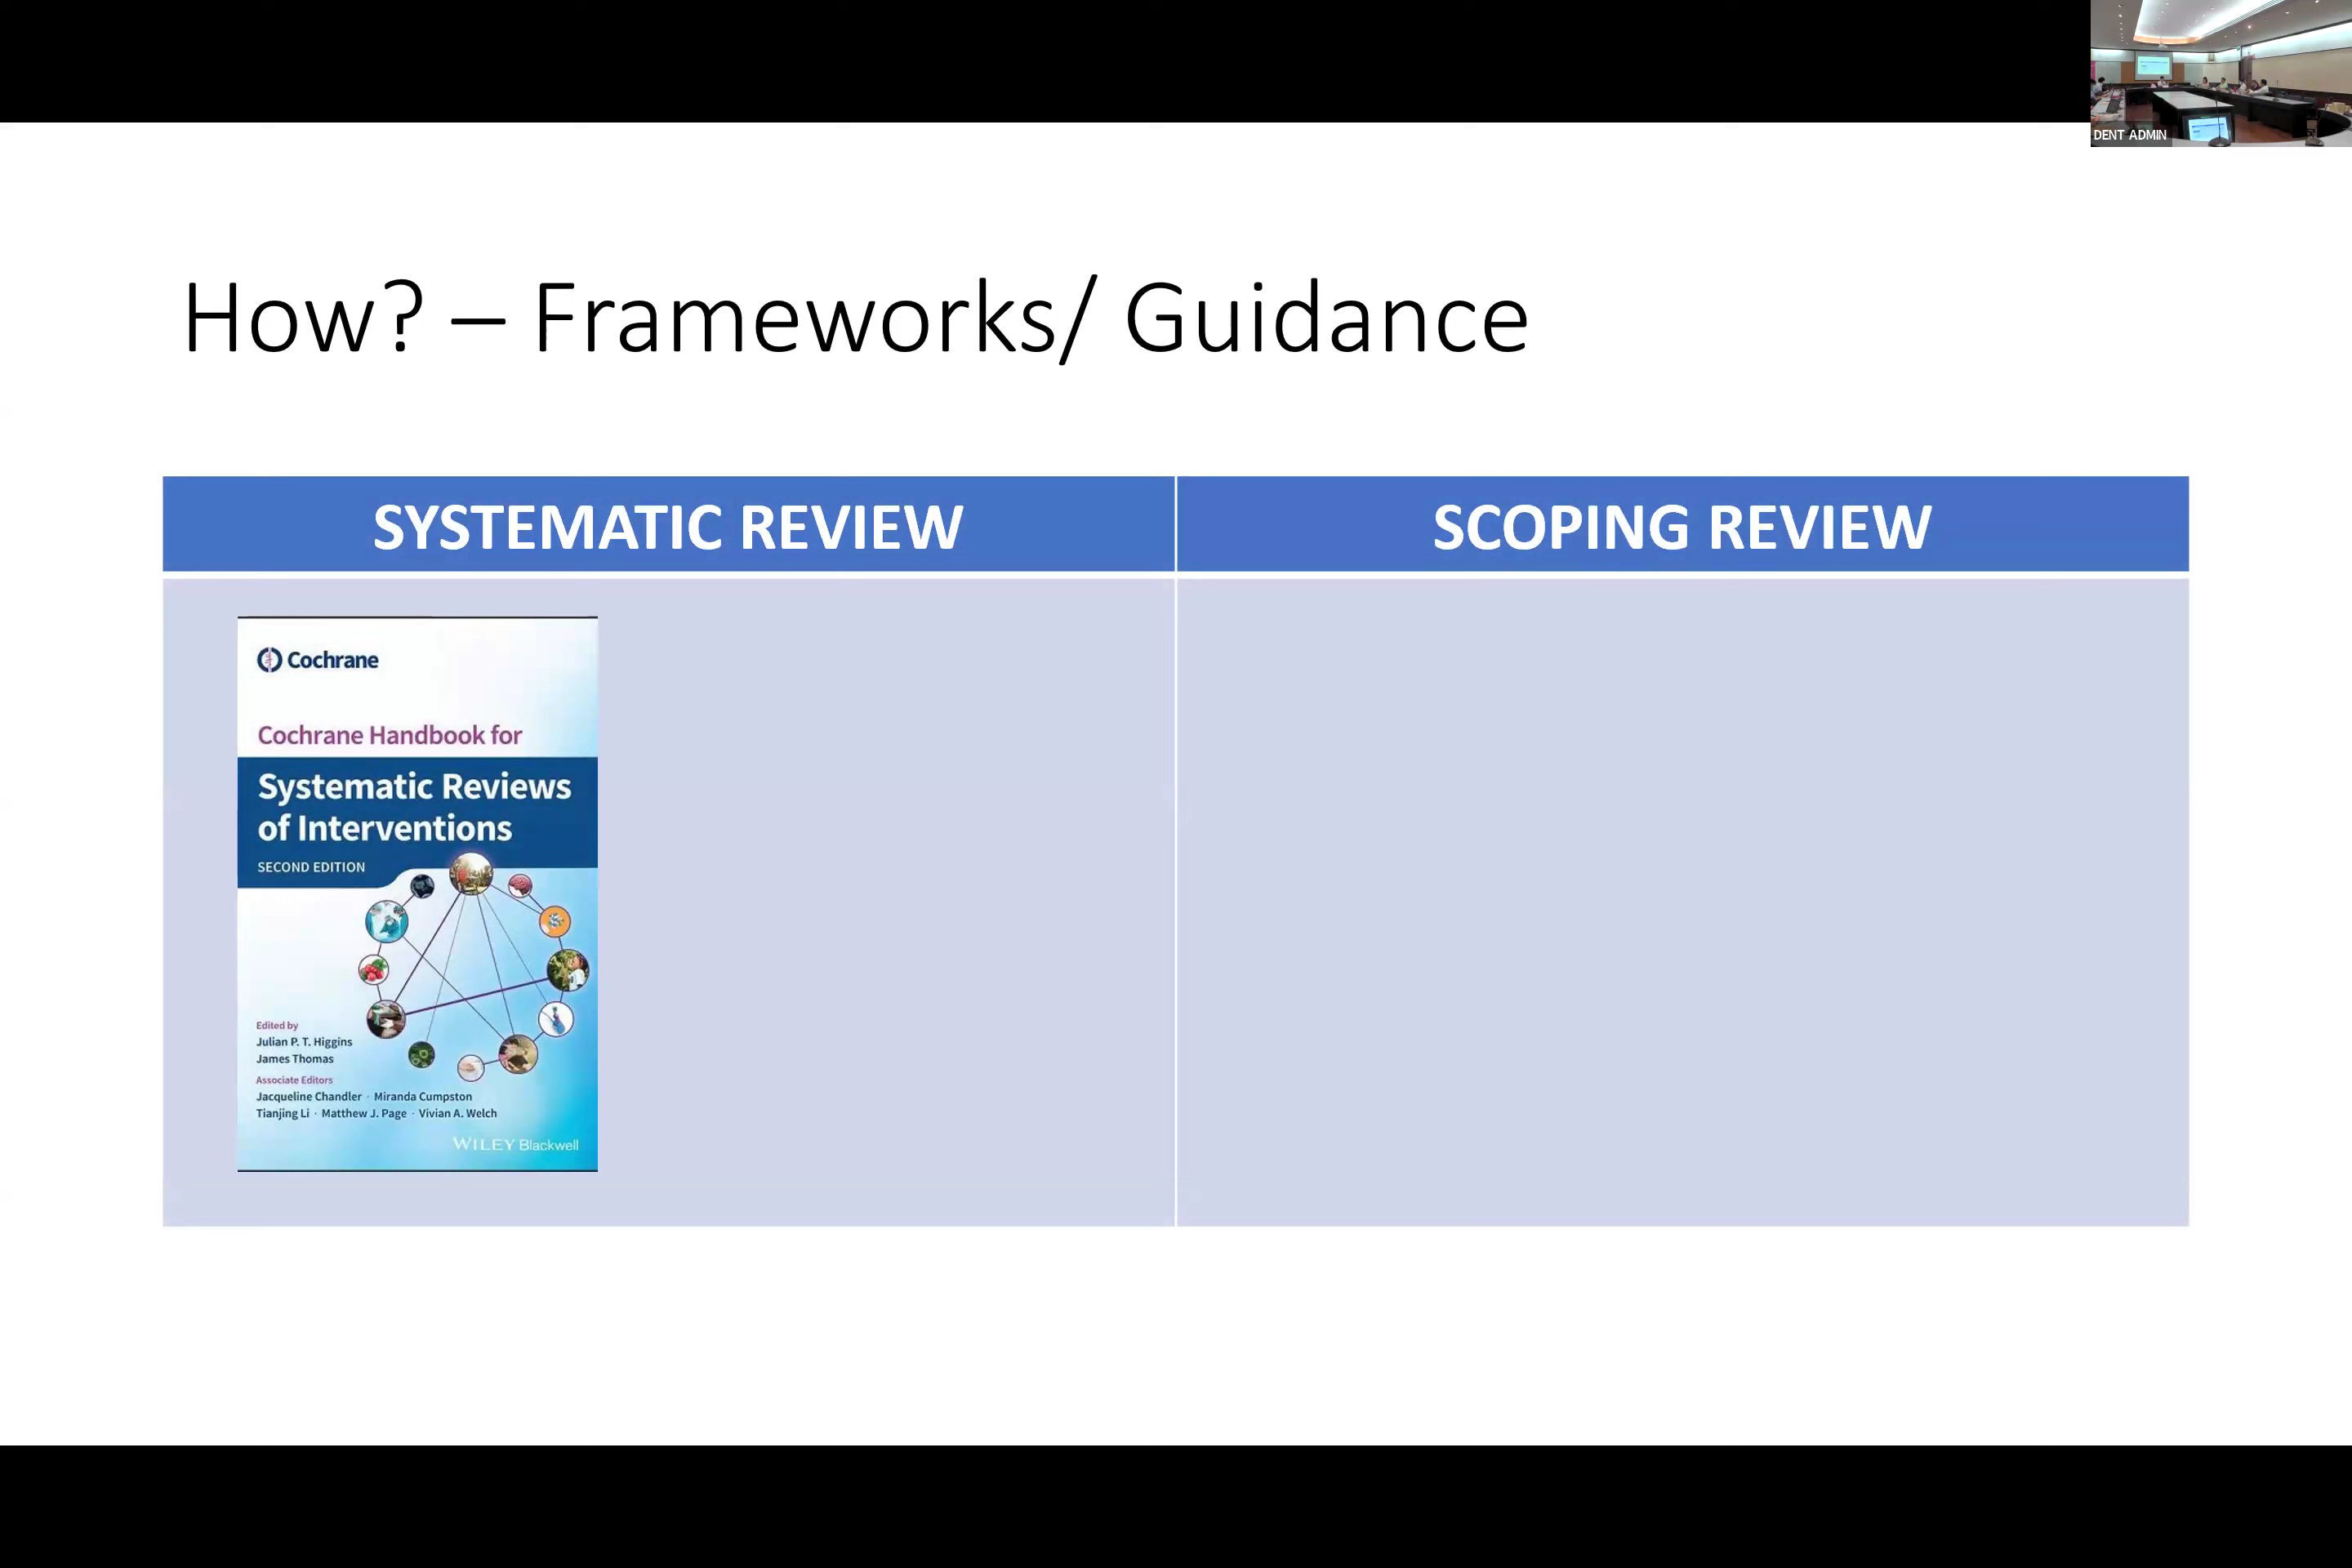 DENT ADMIN
How? – Frameworks/ Guidance
SYSTEMATIC REVIEW
SCOPING REVIEW
Cochrane
Cochrane Handbook for
Systematic Reviews
of Interventions
SECOND EDITION
Edited by
Julian P. T. Higgins
James Thomas
Associate Editors
Jacqueline Chandler · Miranda Cumpston
Tianjing Li · Matthew J. Page · Vivian A. Welch
WILEY Blackwell